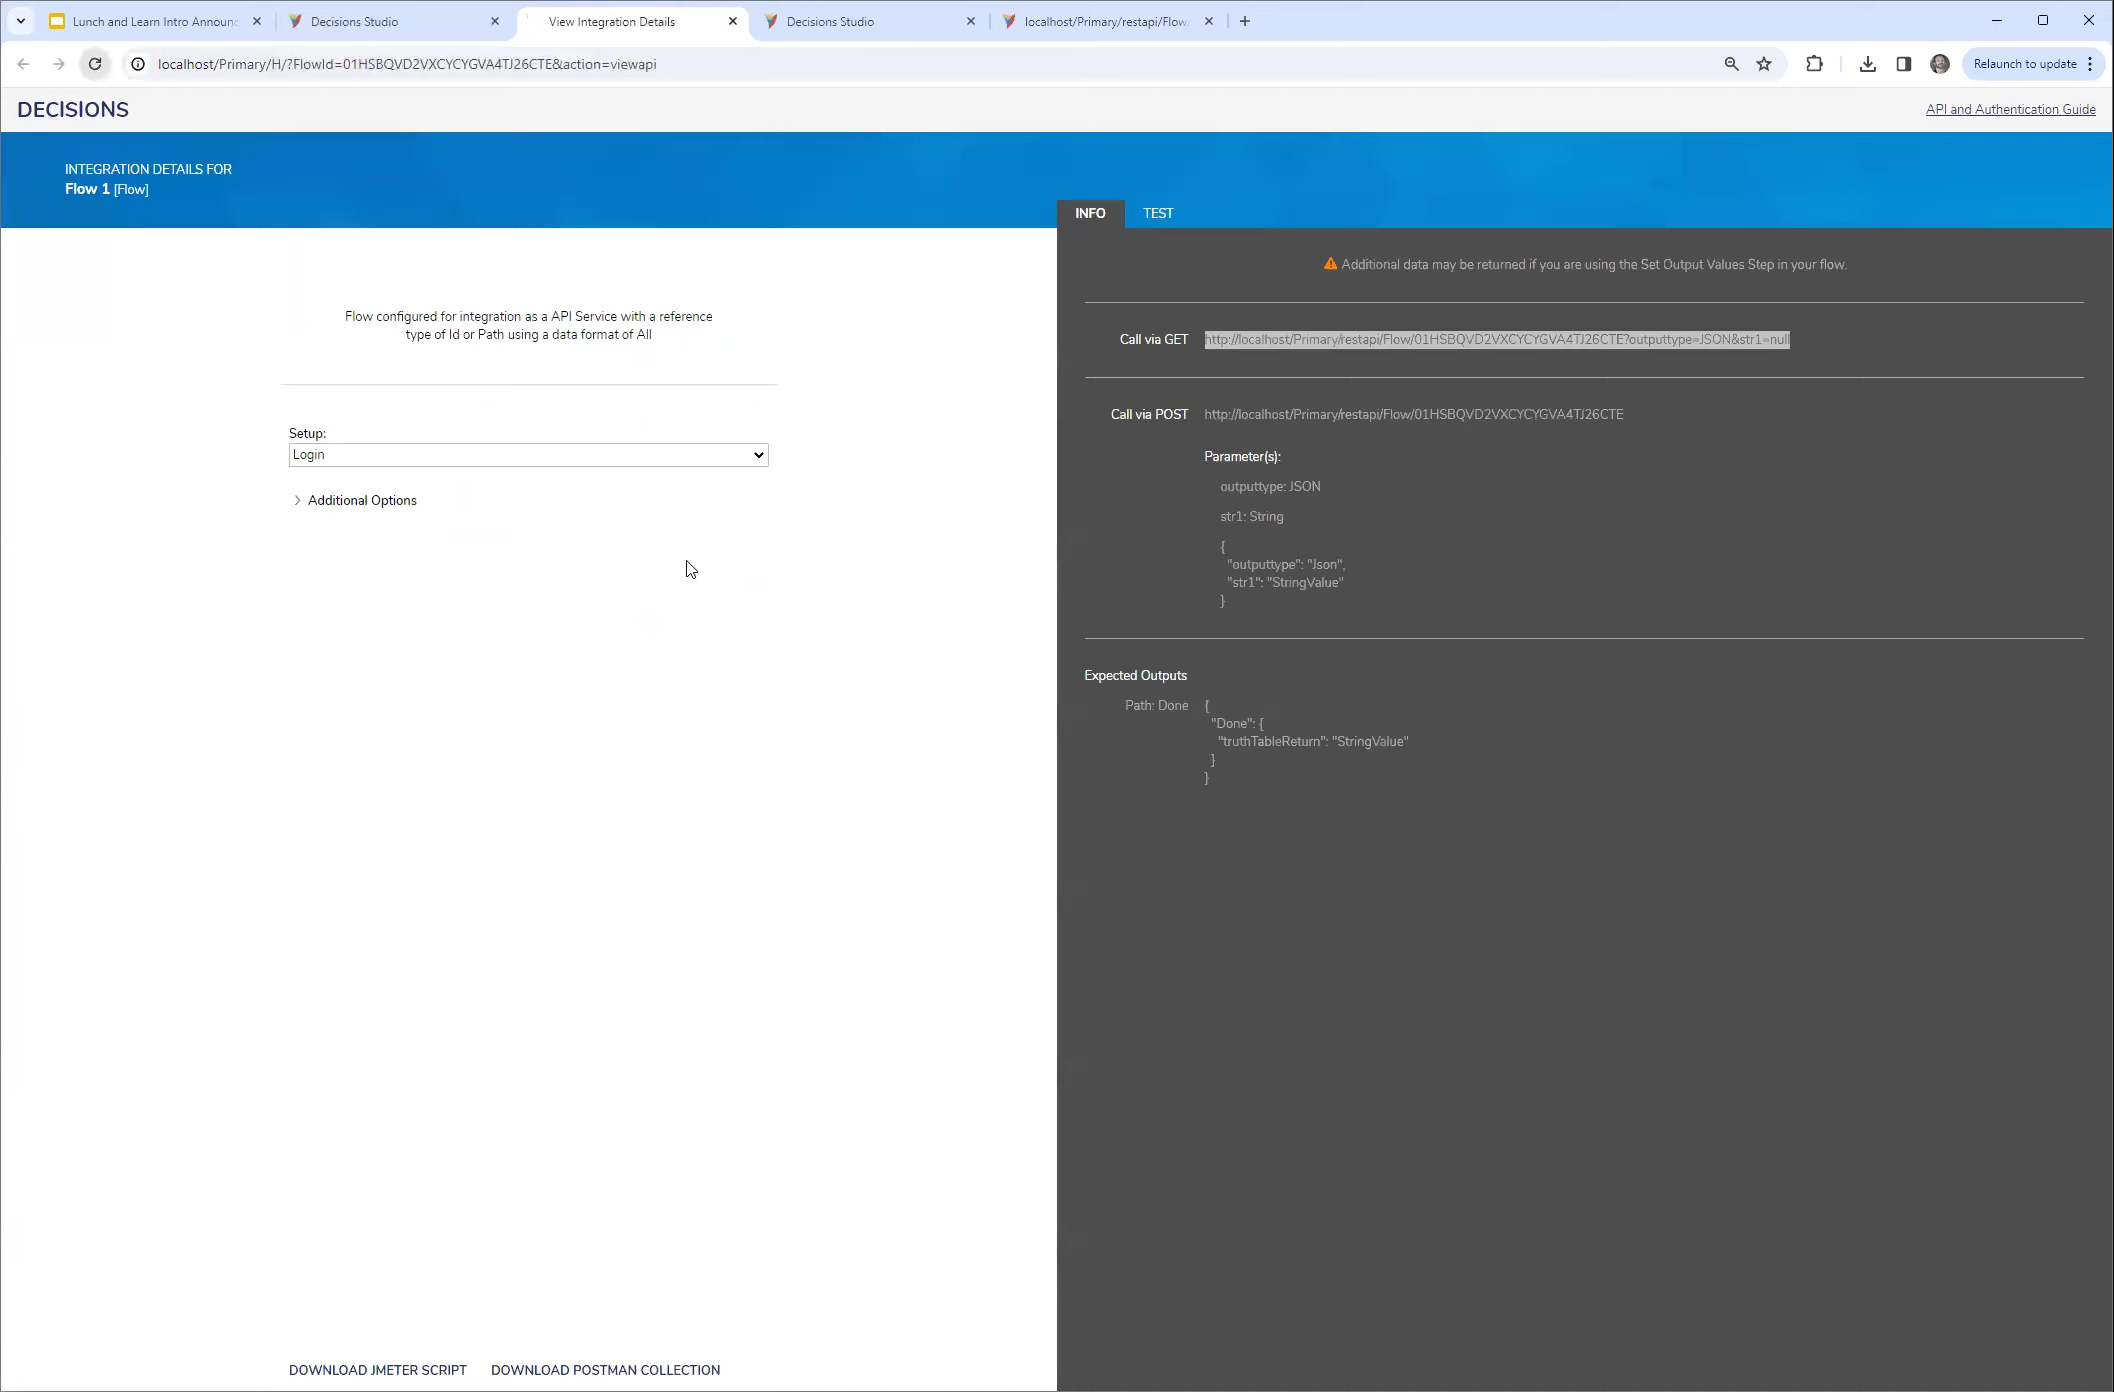 Lunch and Learn Intro Announc
Decisions Studio
View Integration Details
Decisions Studio
localhost/Primary/restapi/Flow/
localhost/Primary/H/?FlowId=01HSBQVD2VXCYCYGVA4TJ26CTE&action=viewapi
Relaunch to update
DECISIONS
API and Authentication Guide
INTEGRATION DETAILS FOR
Flow 1 [Flow]
INFO
TEST
Additional data may be returned if you are using the Set Output Values Step in your flow.
Flow configured for integration as a API Service with a reference
type of Id or Path using a data format of All
Call via GET http://localhost/Primary/restapi/Flow/01HSBQVD2VXCYCYGVA4TJ26CTE?outputtype=JSON&str1=null
Call via POST http://localhost/Primary/restapi/Flow/01HSBQVD2VXCYCYGVA4TJ26CTE
Setup:
Login
Additional Options
Parameter(s):
outputtype: JSON
str1: String
{
"outputtype": "Json",
"str1": "StringValue"
}
Expected Outputs
Path: Done {
"Done": {
"truthTableReturn": "StringValue"
}
}
DOWNLOAD JMETER SCRIPT
DOWNLOAD POSTMAN COLLECTION